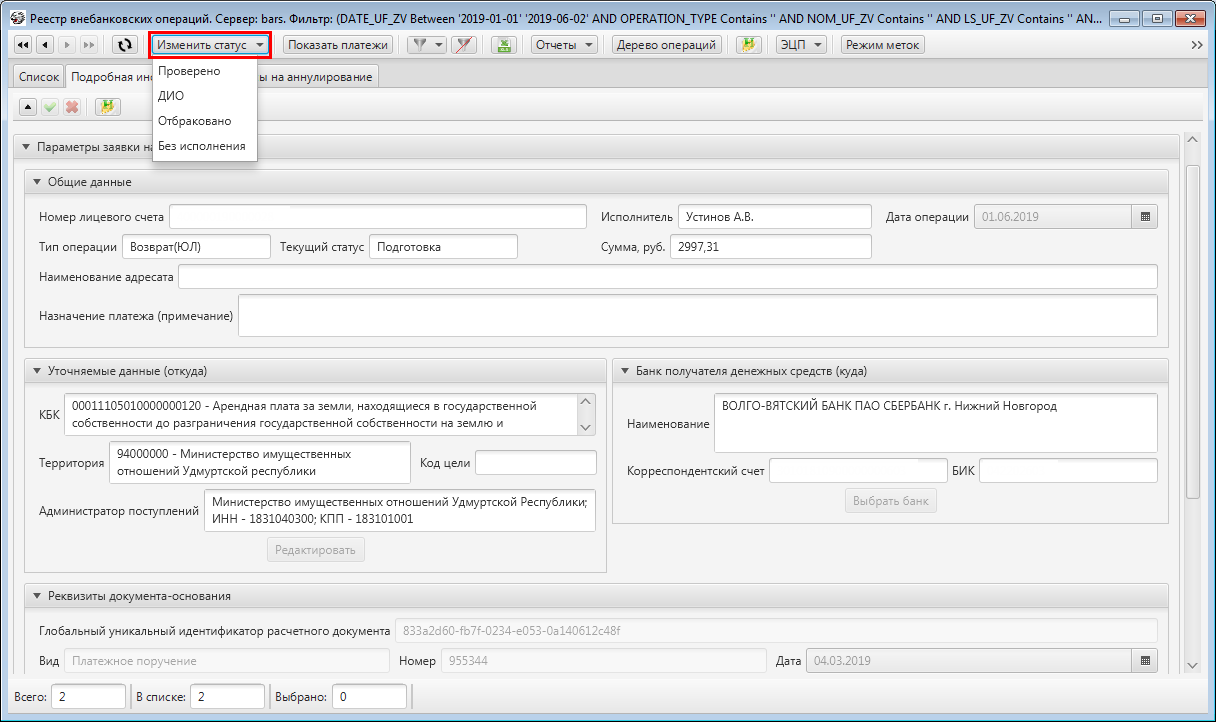 Реестр внебанковских операций. Сервер: bars. Фильтр: (DATE_UF_ZV Between '2019-01-01' '2019-06-02' AND OPERATION_TYPE Contains '' AND NOM_UF_ZV Contains '' AND LS_UF_ZV Contains '' AN...
Изменить статус Показать платежи Отчеты Дерево операций ЭЦП Режим меток
Список Подробная инс ы на аннулирование
Проверено
ДИО
Отбраковано
Без исполнения
Параметры заявки на
Общие данные
Номер лицевого счета Исполнитель Устинов А.В. Дата операции 01.06.2019
Тип операции Возврат(ЮЛ) Текущий статус Подготовка Сумма, руб. 2997,31
Наименование адресата
Назначение платежа (примечание)
Уточняемые данные (откуда)
КБК 00011105010000000120 - Арендная плата за земли, находящиеся в государственной
собственности до разграничения государственной собственности на землю и
Территория 94000000 - Министерство имущественных
отношений Удмуртской республики
Код цели
Администратор поступлений Министерство имущественных отношений Удмуртской Республики;
ИНН - 1831040300; КПП - 183101001
Редактировать
Банк получателя денежных средств (куда)
Наименование ВОЛГО-ВЯТСКИЙ БАНК ПАО СБЕРБАНК г. Нижний Новгород
Корреспондентский счет БИК
Выбрать банк
Реквизиты документа-основания
Глобальный уникальный идентификатор расчетного документа 833a2d60-fb7f-0234-e053-0a140612c48f
Вид Платежное поручение Номер 955344 Дата 04.03.2019
Всего: 2 В списке: 2 Выбрано: 0